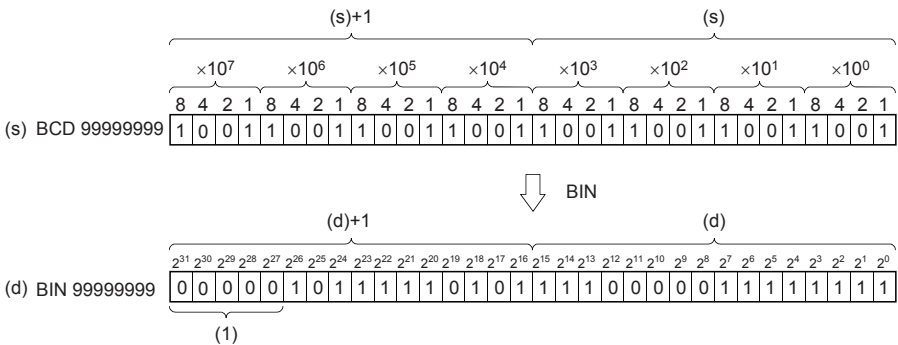 (s)+1 (s)
×10⁷ ×10⁶ ×10⁵ ×10⁴ ×10³ ×10² ×10¹ ×10⁰
8 4 2 1 8 4 2 1 8 4 2 1 8 4 2 1 8 4 2 1 8 4 2 1 8 4 2 1 8 4 2 1
(s) BCD 99999999 1 0 0 1 1 0 0 1 1 0 0 1 1 0 0 1 1 0 0 1 1 0 0 1 1 0 0 1 1 0 0 1
BIN
(d)+1 (d)
2³¹ 2³⁰ 2²⁹ 2²⁸ 2²⁷ 2²⁶ 2²⁵ 2²⁴ 2²³ 2²² 2²¹ 2²⁰ 2¹⁹ 2¹⁸ 2¹⁷ 2¹⁶ 2¹⁵ 2¹⁴ 2¹³ 2¹² 2¹¹ 2¹⁰ 2⁹ 2⁸ 2⁷ 2⁶ 2⁵ 2⁴ 2³ 2² 2¹ 2⁰
(d) BIN 99999999 0 0 0 0 0 1 0 1 1 1 1 1 0 1 0 1 1 1 1 0 0 0 0 0 1 1 1 1 1 1 1 1
(1)